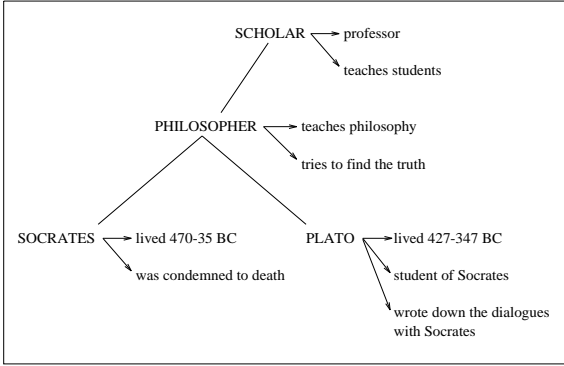 SCHOLAR professor
teaches students
PHILOSOPHER teaches philosophy
tries to find the truth
SOCRATES lived 470-35 BC PLATO lived 427-347 BC
was condemned to death student of Socrates
wrote down the dialogues
with Socrates